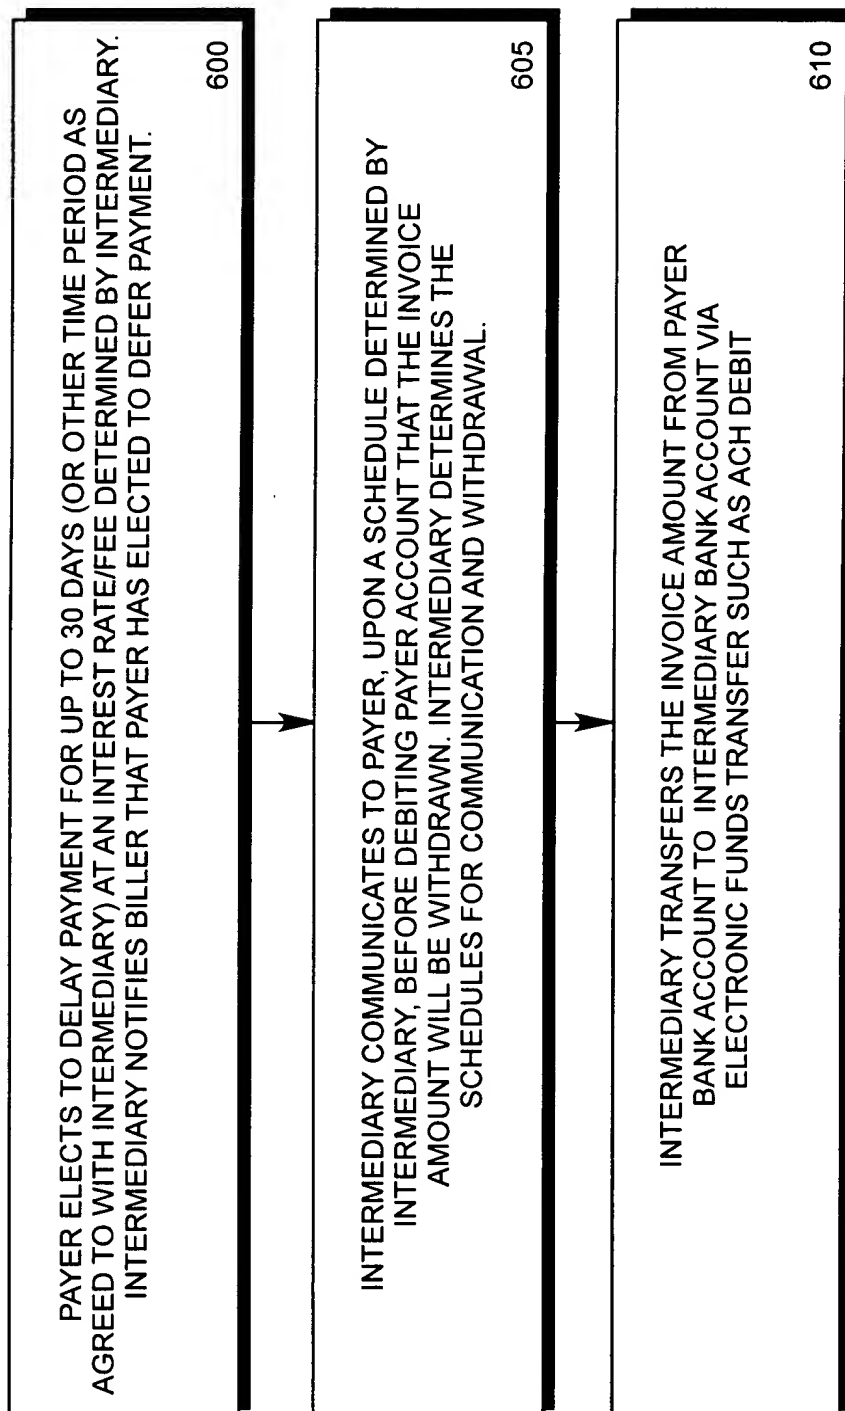 PAYER ELECTS TO DELAY PAYMENT FOR UP TO 30 DAYS (OR OTHER TIME PERIOD AS
AGREED TO WITH INTERMEDIARY) AT AN INTEREST RATE/FEE DETERMINED BY INTERMEDIARY.
INTERMEDIARY NOTIFIES BILLER THAT PAYER HAS ELECTED TO DEFER PAYMENT.
600
INTERMEDIARY COMMUNICATES TO PAYER, UPON A SCHEDULE DETERMINED BY
INTERMEDIARY, BEFORE DEBITING PAYER ACCOUNT THAT THE INVOICE
AMOUNT WILL BE WITHDRAWN. INTERMEDIARY DETERMINES THE
SCHEDULES FOR COMMUNICATION AND WITHDRAWAL.
605
INTERMEDIARY TRANSFERS THE INVOICE AMOUNT FROM PAYER
BANK ACCOUNT TO INTERMEDIARY BANK ACCOUNT VIA
ELECTRONIC FUNDS TRANSFER SUCH AS ACH DEBIT
610